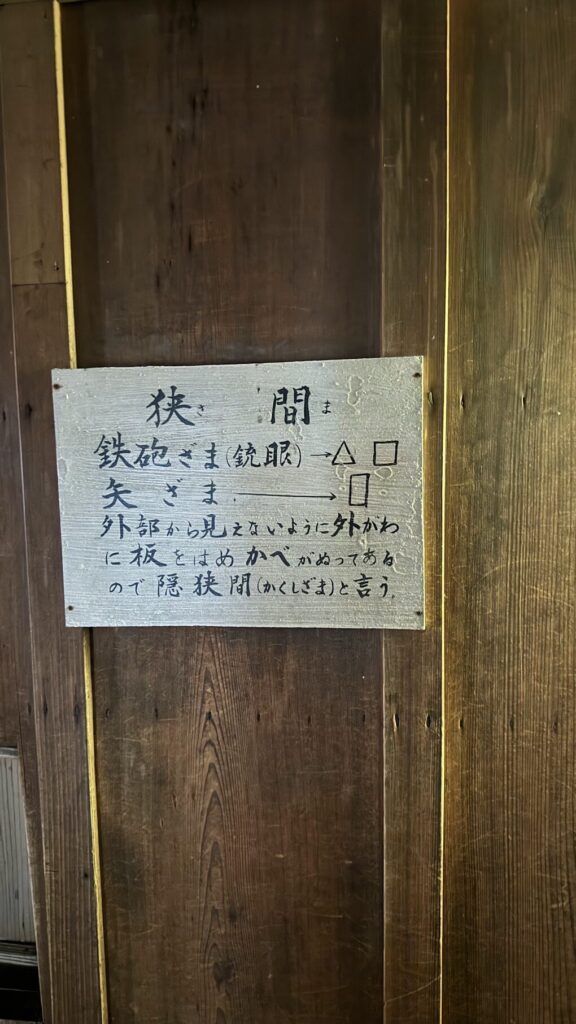 狭さ 間ま
鉄砲ざま(銃眼)→△ □
矢ざま→▯
外部から見えないように外がわ
に板をはめかべがぬってある
ので隠狭間(かくしざま)と言う。